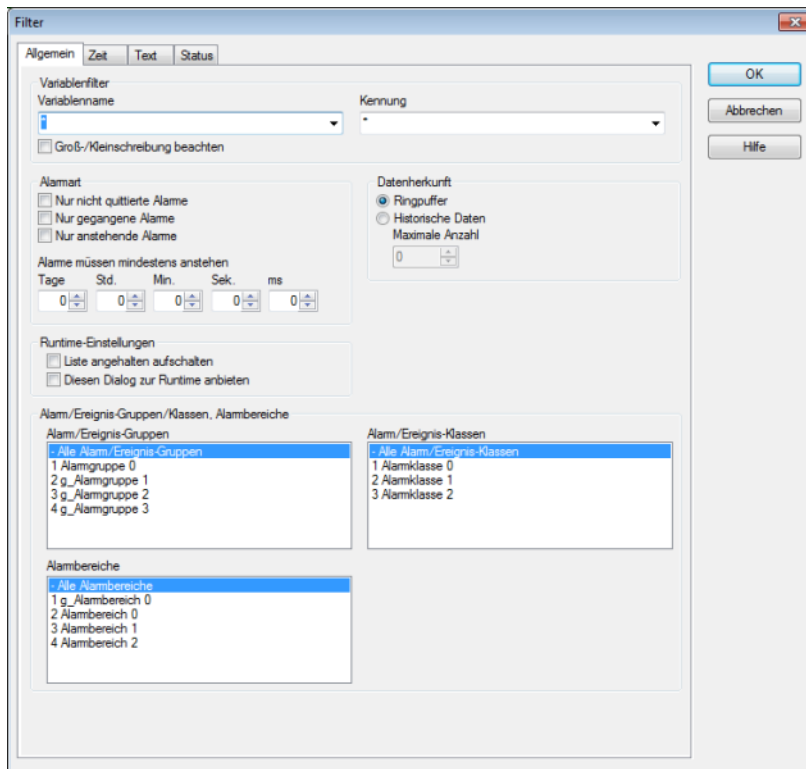 Filter
Allgemein Zeit Text Status
OK
Abbrechen
Hilfe
Variablenfilter
Variablenname Kennung
* *
Groß-/Kleinschreibung beachten
Alarmart
Nur nicht quittierte Alarme
Nur gegangene Alarme
Nur anstehende Alarme
Alarme müssen mindestens anstehen
Tage Std. Min. Sek. ms
0 0 0 0 0
Datenherkunft
Ringpuffer
Historische Daten
Maximale Anzahl
0
Runtime-Einstellungen
Liste angehalten aufschalten
Diesen Dialog zur Runtime anbieten
Alarm/Ereignis-Gruppen/Klassen, Alarmbereiche
Alarm/Ereignis-Gruppen
- Alle Alarm/Ereignis-Gruppen
1 Alarmgruppe 0
2 g_Alarmgruppe 1
3 g_Alarmgruppe 2
4 g_Alarmgruppe 3
Alarm/Ereignis-Klassen
- Alle Alarm/Ereignis-Klassen
1 Alarmklasse 0
2 Alarmklasse 1
3 Alarmklasse 2
Alarmbereiche
- Alle Alarmbereiche
1 g_Alarmbereich 0
2 Alarmbereich 0
3 Alarmbereich 1
4 Alarmbereich 2